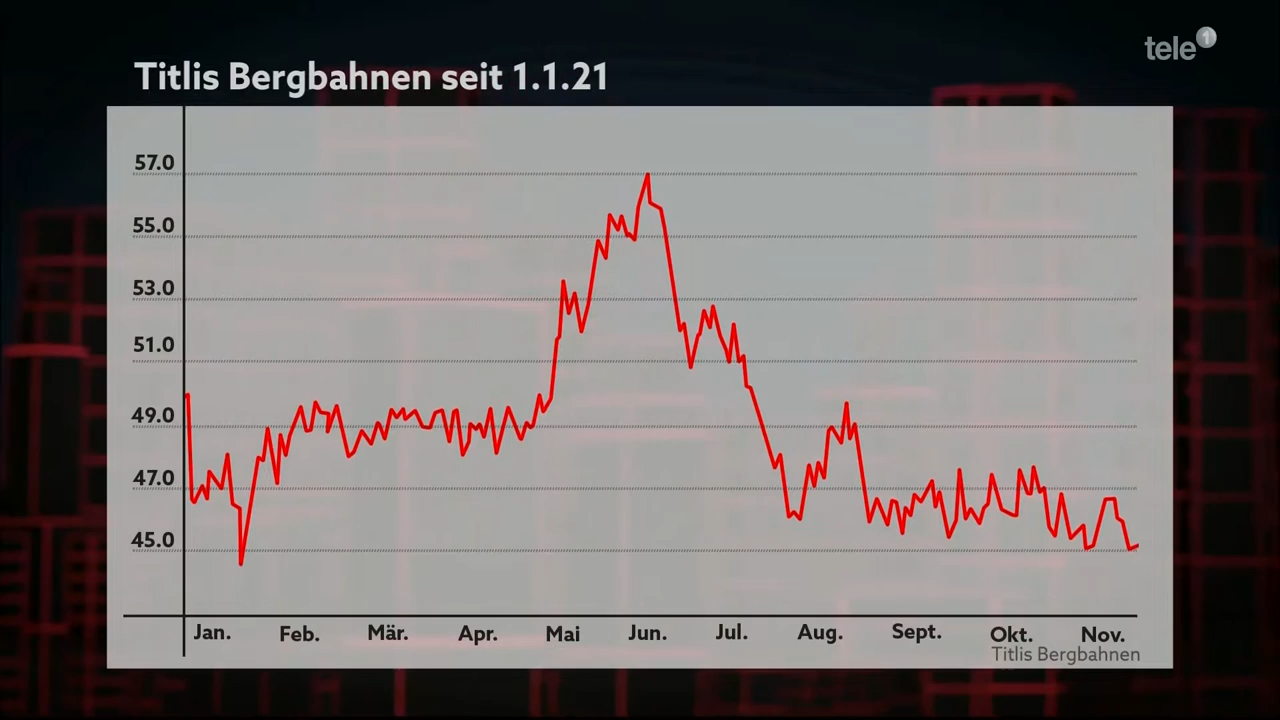 tele1
Titlis Bergbahnen seit 1.1.21
57.0
55.0
53.0
51.0
49.0
47.0
45.0
Jan. Feb. Mär. Apr. Mai Jun. Jul. Aug. Sept. Okt. Nov.
Titlis Bergbahnen